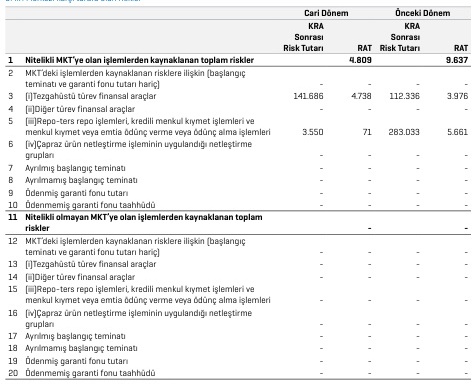 Cari Dönem Önceki Dönem
KRA KRA
Sonrası Sonrası
Risk Tutarı RAT Risk Tutarı RAT
1 Nitelikli MKT'ye olan işlemlerden kaynaklanan toplam riskler 4.809 9.637
2 MKT'deki işlemlerden kaynaklanan risklere ilişkin (başlangıç
teminatı ve garanti fonu tutarı hariç) - - - -
3 (i)Tezgahüstü türev finansal araçlar 141.686 4.738 112.336 3.976
4 (ii)Diğer türev finansal araçlar - - - -
5 (iii)Repo-ters repo işlemleri, kredili menkul kıymet işlemleri ve
menkul kıymet veya emtia ödünç verme veya ödünç alma işlemleri 3.550 71 283.033 5.661
6 (iv)Çapraz ürün netleştirme işleminin uygulandığı netleştirme
grupları - - - -
7 Ayrılmış başlangıç teminatı - - - -
8 Ayrılmamış başlangıç teminatı - - - -
9 Ödenmiş garanti fonu tutarı - - - -
10 Ödenmemiş garanti fonu taahhüdü - - - -
11 Nitelikli olmayan MKT'ye olan işlemlerden kaynaklanan toplam
riskler - -
12 MKT'deki işlemlerden kaynaklanan risklere ilişkin (başlangıç
teminatı ve garanti fonu tutarı hariç) - - - -
13 (i)Tezgahüstü türev finansal araçlar - - - -
14 (ii)Diğer türev finansal araçlar - - - -
15 (iii)Repo-ters repo işlemleri, kredili menkul kıymet işlemleri ve
menkul kıymet veya emtia ödünç verme veya ödünç alma işlemleri - - - -
16 (iv)Çapraz ürün netleştirme işleminin uygulandığı netleştirme
grupları - - - -
17 Ayrılmış başlangıç teminatı - - - -
18 Ayrılmamış başlangıç teminatı - - - -
19 Ödenmiş garanti fonu tutarı - - - -
20 Ödenmemiş garanti fonu taahhüdü - - - -